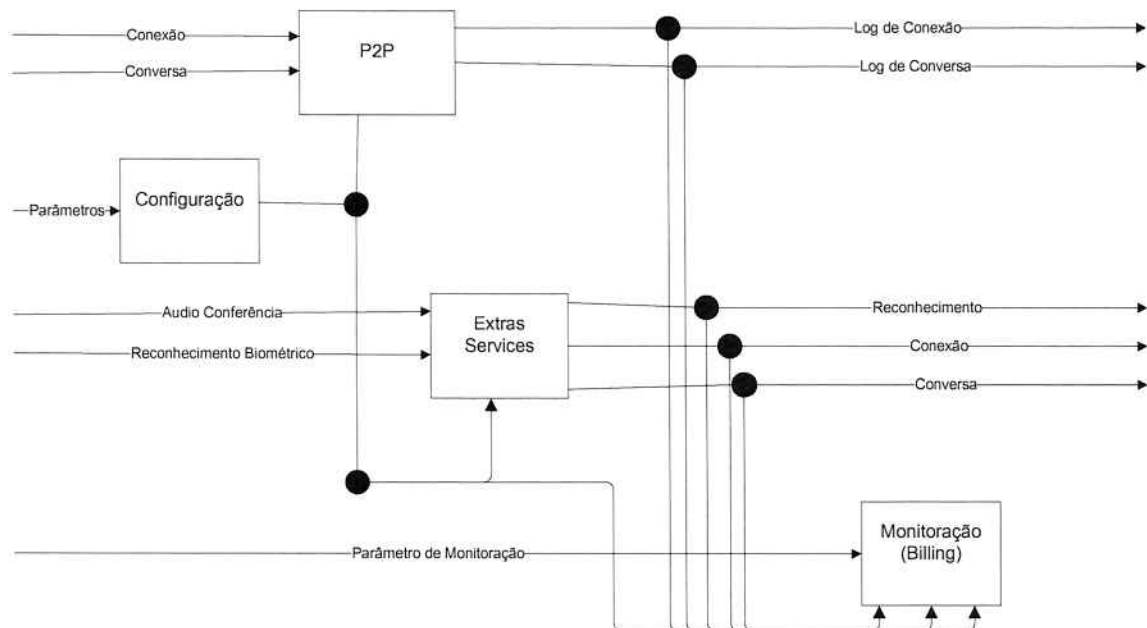 Conexão
P2P
Log de Conexão
Conversa
Log de Conversa
Parâmetros
Configuração
Audio Conferência
Extras
Services
Reconhecimento
Reconhecimento Biométrico
Conexão
Conversa
Parâmetro de Monitoração
Monitoração
(Billing)